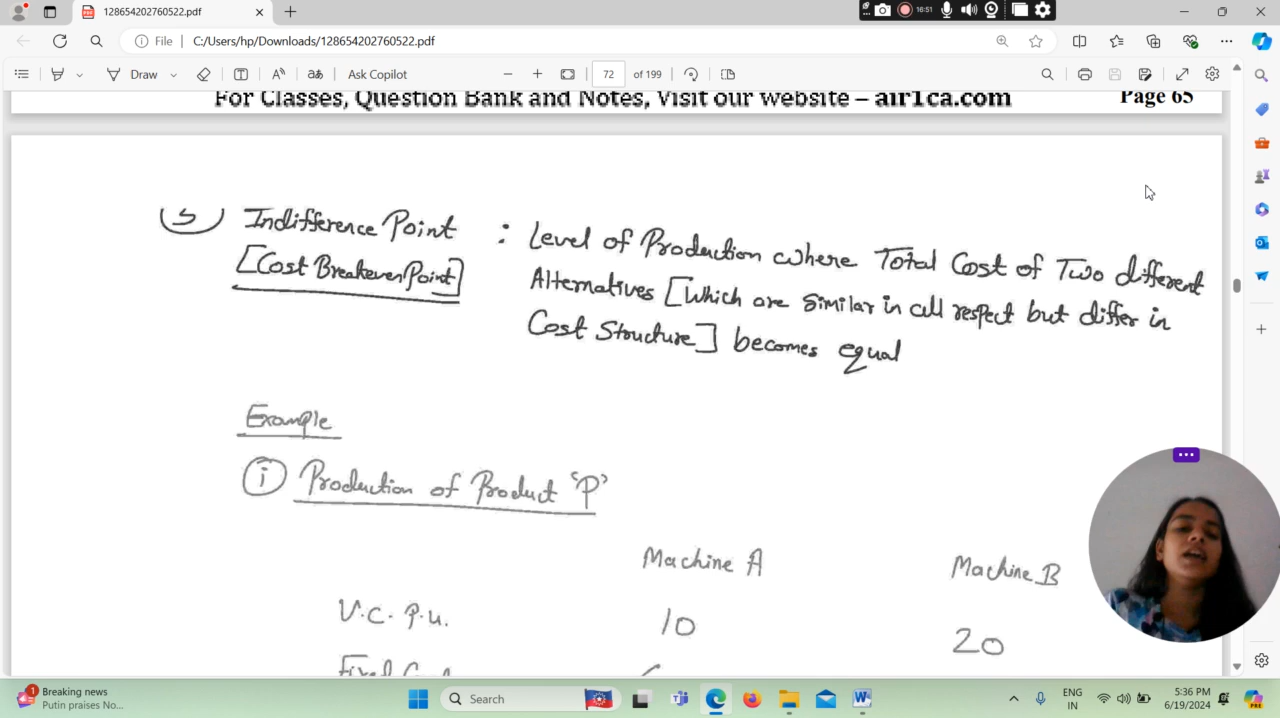 128654202760522.pdf
16:51
File | C:/Users/hp/Downloads/128654202760522.pdf
Draw
Ask Copilot
72 of 199
For Classes, Question Bank and Notes, Visit our website – air1ca.com Page 65
Indifference Point : Level of Production where Total Cost of Two different
[Cost Breakeven Point] Alternatives [Which are similar in all respect but differ in
Cost Structure] becomes equal
Example
i Production of Product 'P'
Machine A Machine B
V.C. P.u. 10 20
Fixed Cost
1 Breaking news
Putin praises No...
Search
ENG
IN
5:36 PM
6/19/2024